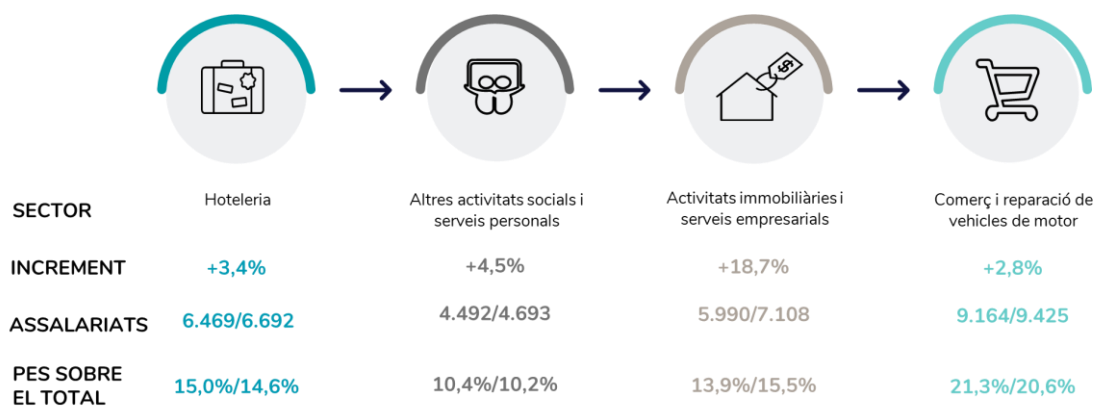 $
SECTOR
Hoteleria
Altres activitats socials i
serveis personals
Activitats immobiliàries i
serveis empresarials
Comerç i reparació de
vehicles de motor
INCREMENT
+3,4%
+4,5%
+18,7%
+2,8%
ASSALARIATS
6.469/6.692
4.492/4.693
5.990/7.108
9.164/9.425
PES SOBRE
EL TOTAL
15,0%/14,6%
10,4%/10,2%
13,9%/15,5%
21,3%/20,6%